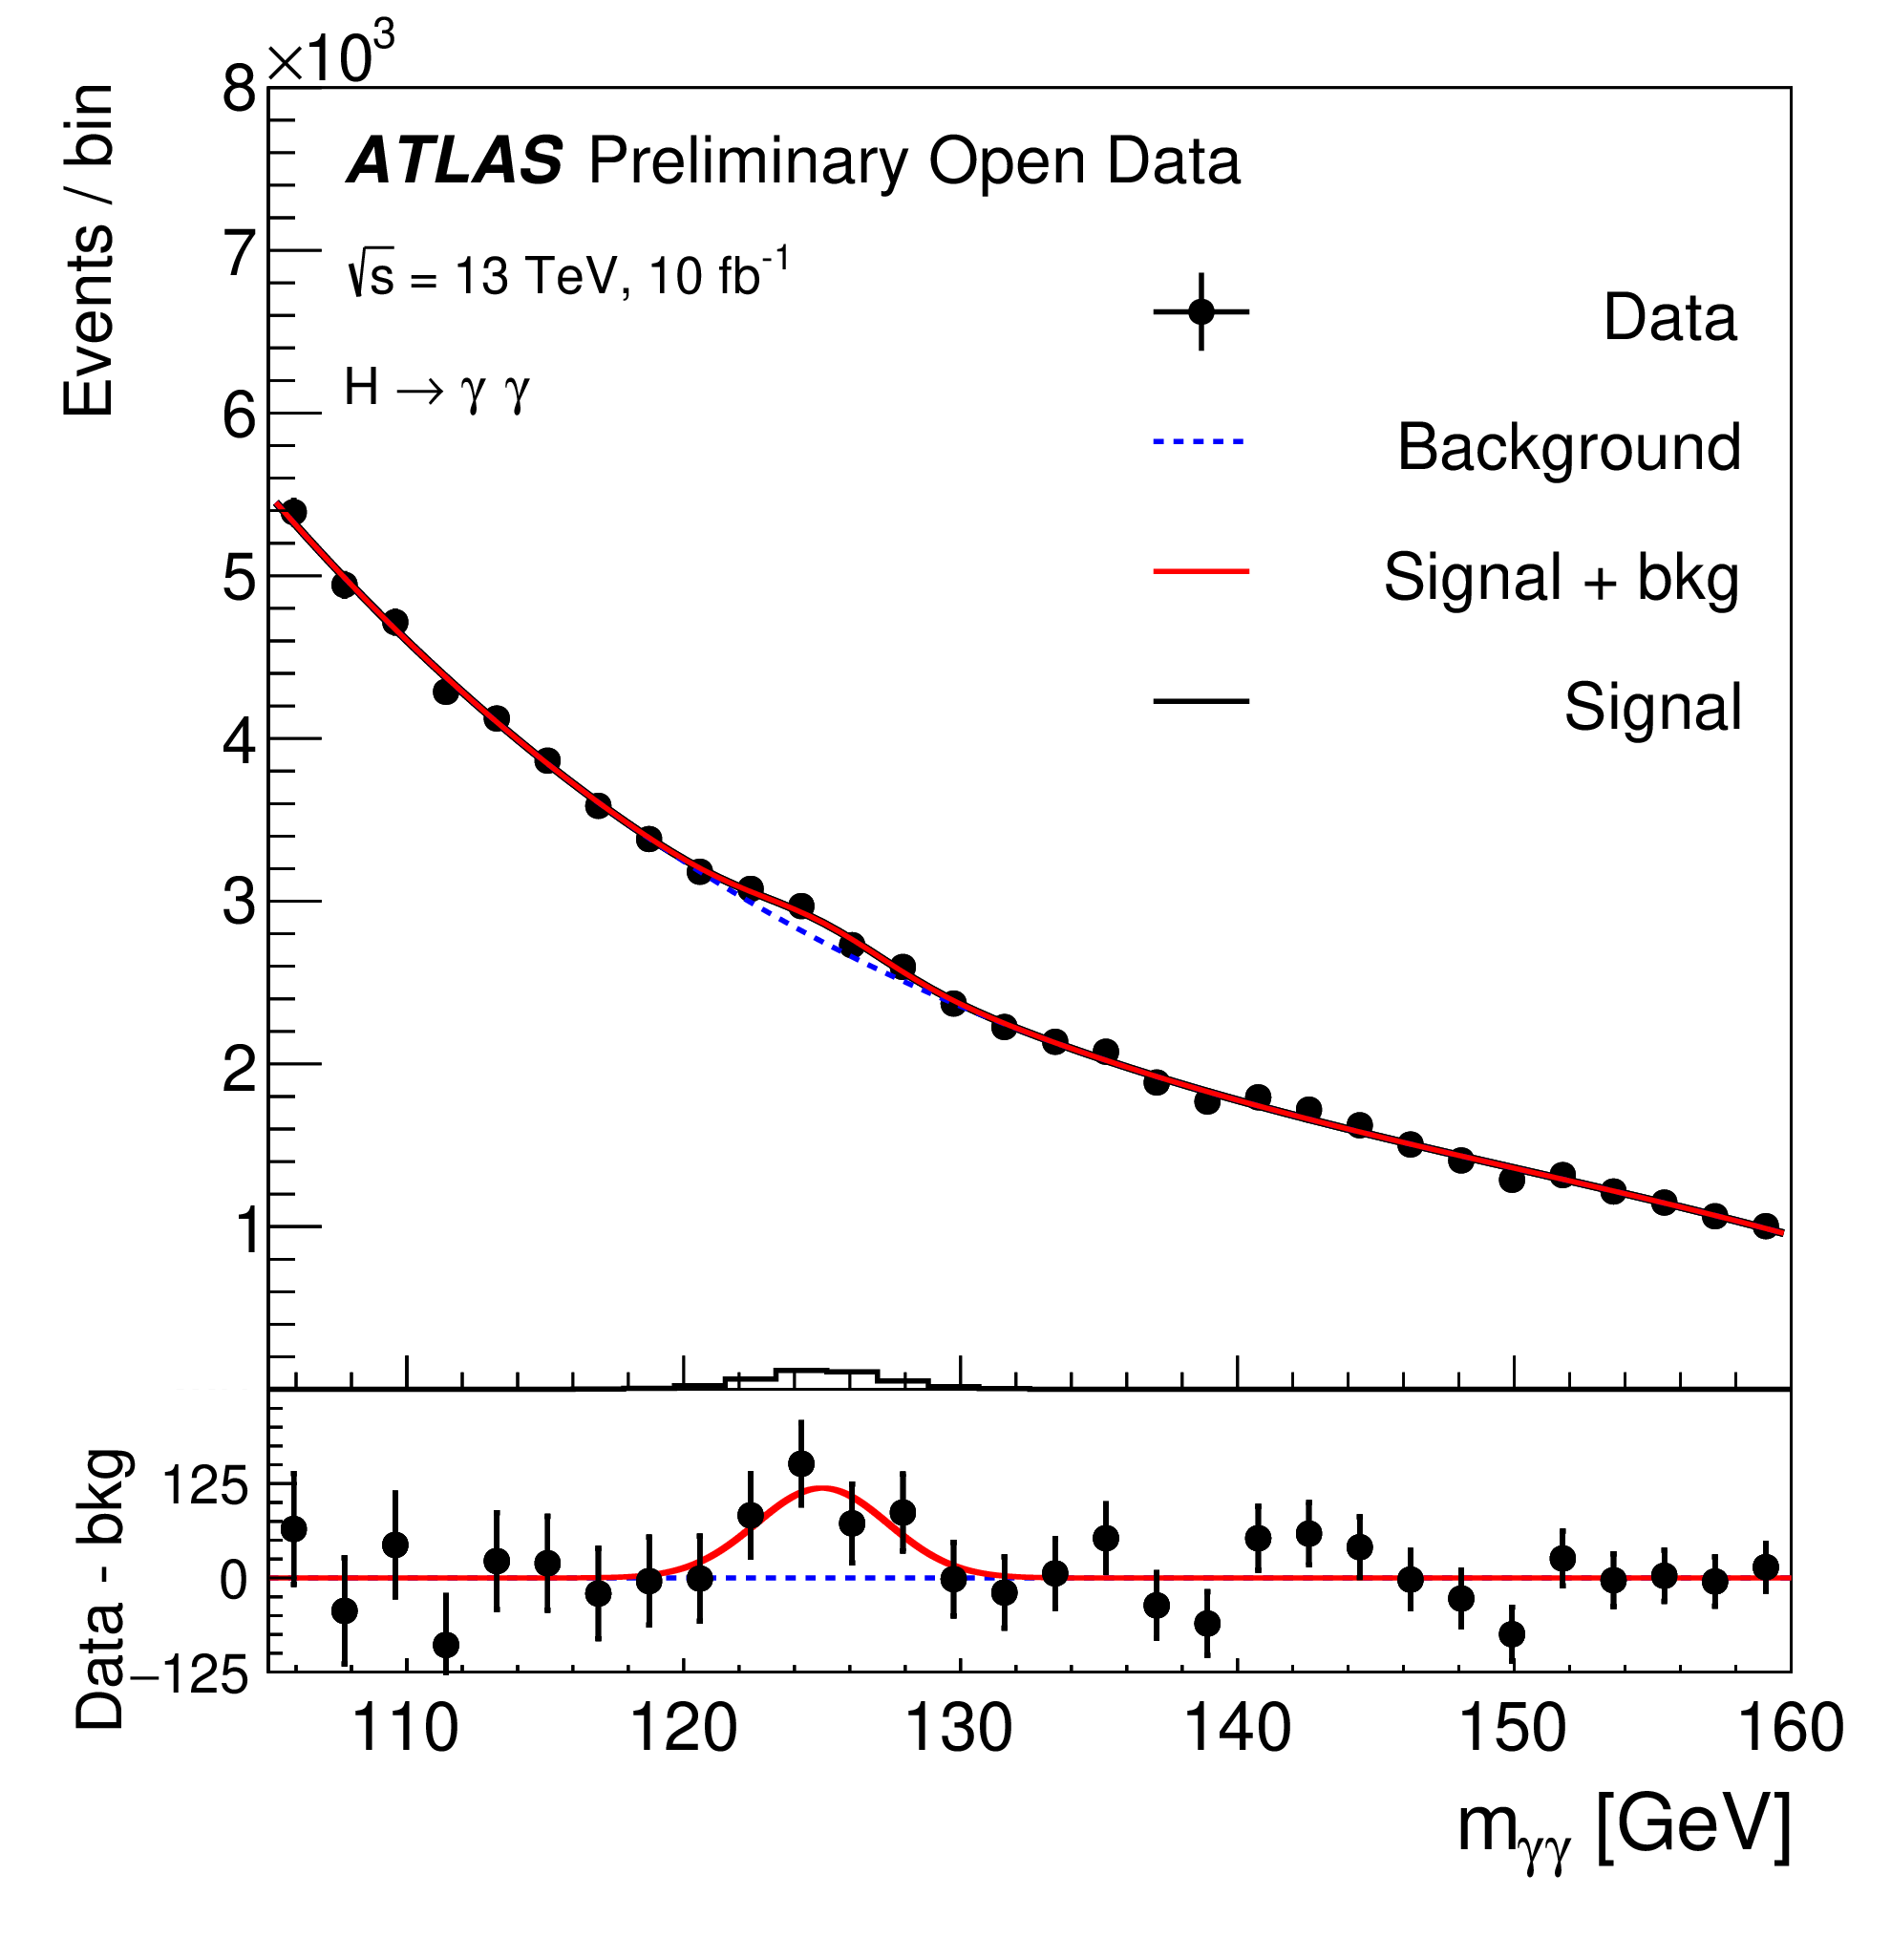 ×10³
Events / bin
8
7
6
5
4
3
2
1
ATLAS Preliminary Open Data
√s = 13 TeV, 10 fb⁻¹
H → γ γ
Data
Background
Signal + bkg
Signal
Data - bkg
125
0
−125
110 120 130 140 150 160
m_γγ [GeV]